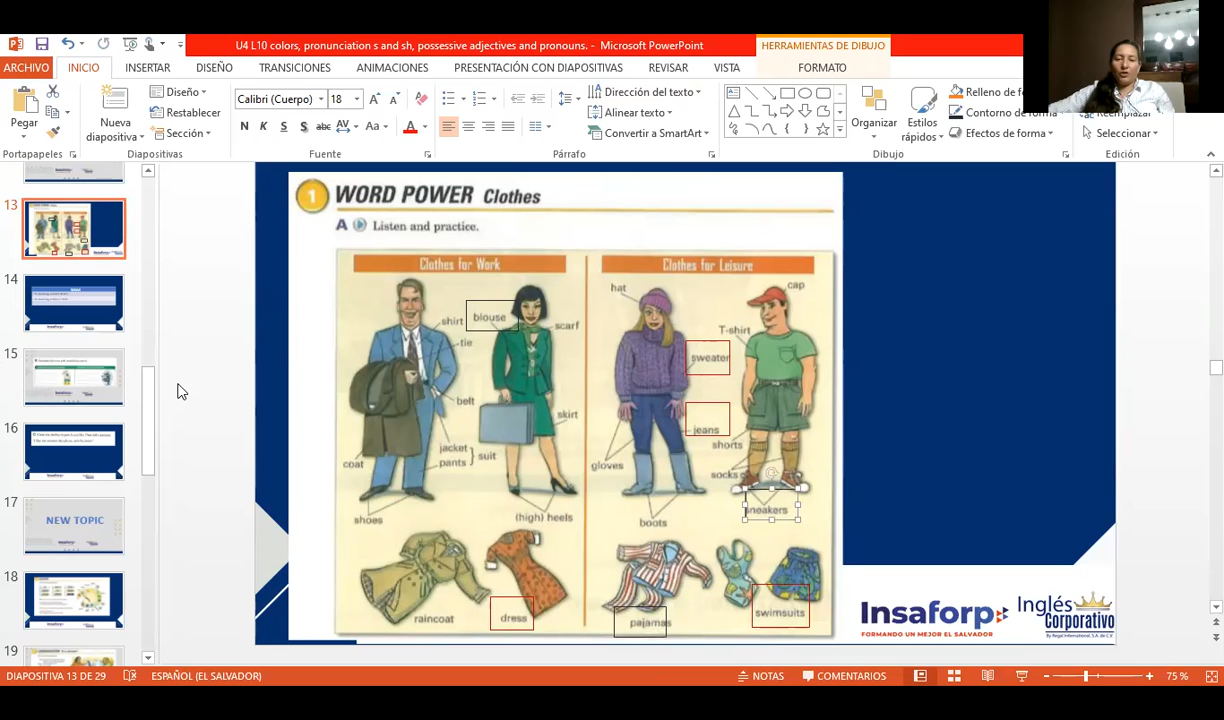 U4 L10 colors, pronunciation s and sh, possessive adjectives and pronouns. - Microsoft PowerPoint
HERRAMIENTAS DE DIBUJO
ARCHIVO
INICIO
INSERTAR
DISEÑO
TRANSICIONES
ANIMACIONES
PRESENTACIÓN CON DIAPOSITIVAS
REVISAR
VISTA
FORMATO
Pegar
Portapapeles
Nueva diapositiva
Diseño
Restablecer
Sección
Diapositivas
Calibri (Cuerpo)
18
N K S S abc AV Aa A
Fuente
Dirección del texto
Alinear texto
Convertir a SmartArt
Párrafo
Organizar
Estilos rápidos
Relleno de
Contorno de
Efectos de forma
Dibujo
Reemplazar
Seleccionar
Edición
13
14
15
16
17
NEW TOPIC
18
19
1 WORD POWER Clothes
A Listen and practice.
Clothes for Work
Clothes for Leisure
shirt
tie
belt
jacket
pants
suit
coat
shoes
blouse
scarf
skirt
(high) heels
raincoat
dress
hat
sweater
jeans
gloves
boots
cap
T-shirt
shorts
socks
sneakers
pajamas
swimsuits
Insaforp
FORMANDO UN MEJOR EL SALVADOR
Inglés
Corporativo
By Regal International, S.A. de C.V.
DIAPOSITIVA 13 DE 29
ESPAÑOL (EL SALVADOR)
NOTAS
COMENTARIOS
75 %